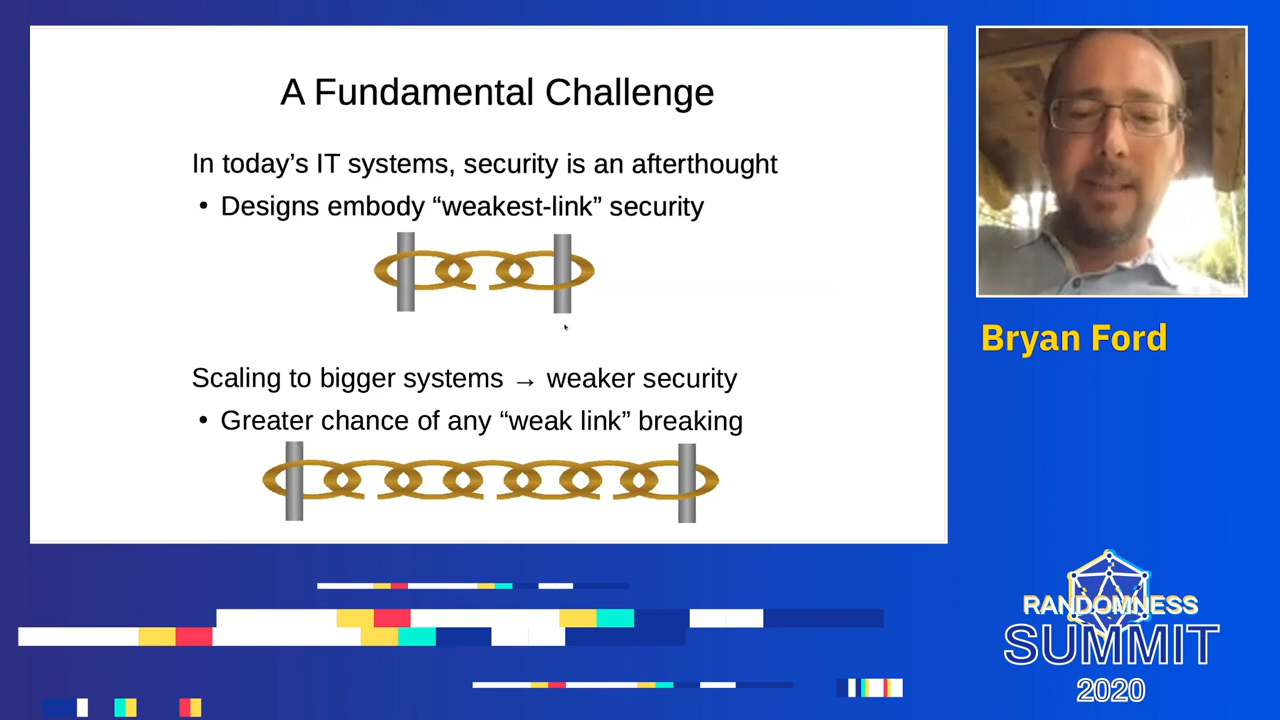 A Fundamental Challenge
In today’s IT systems, security is an afterthought
• Designs embody “weakest-link” security
Scaling to bigger systems → weaker security
• Greater chance of any “weak link” breaking
Bryan Ford
RANDOMNESS
SUMMIT
2020